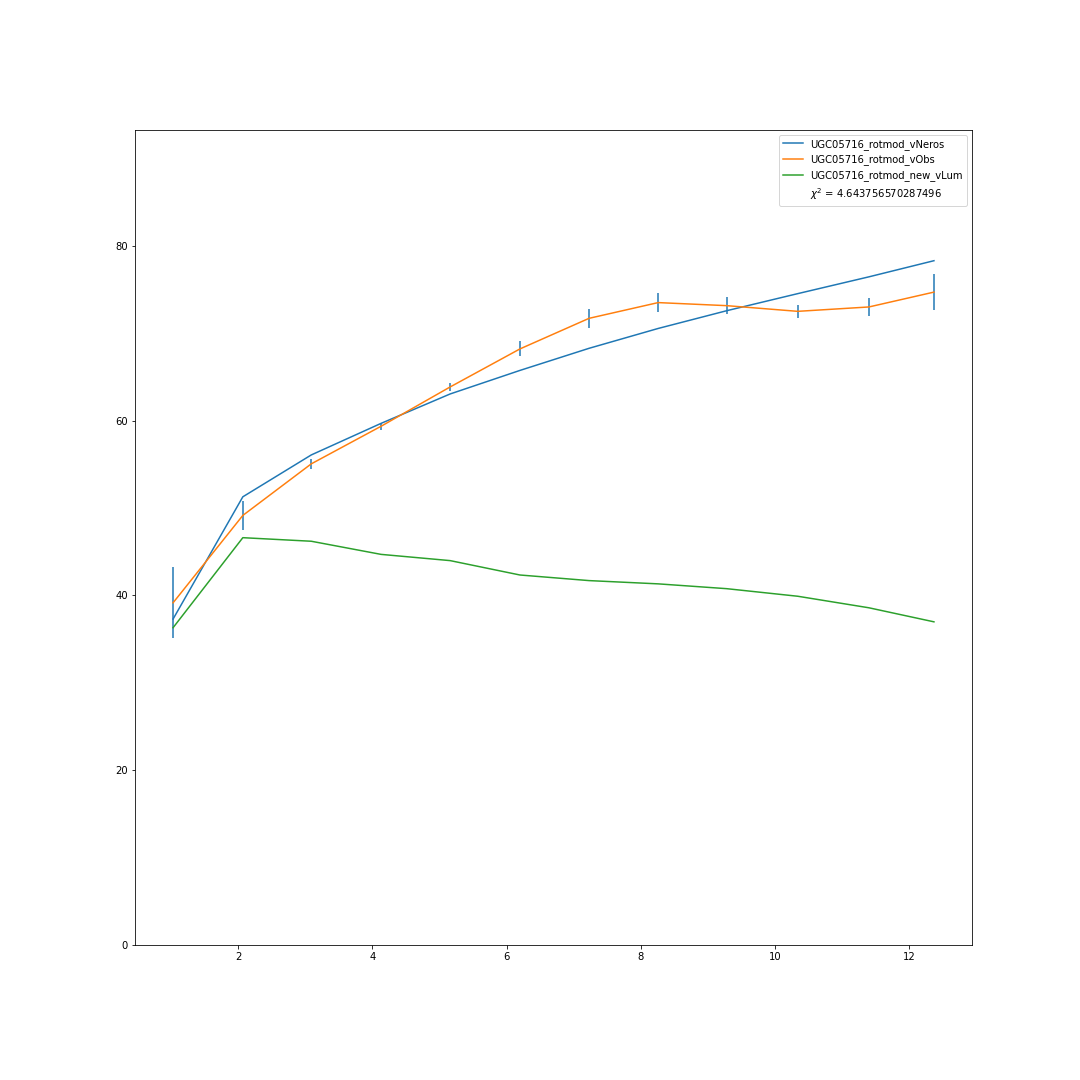 UGC05716_rotmod_vNeros
UGC05716_rotmod_vObs
UGC05716_rotmod_new_vLum
χ² = 4.643756570287496
80
60
40
20
0
2 4 6 8 10 12